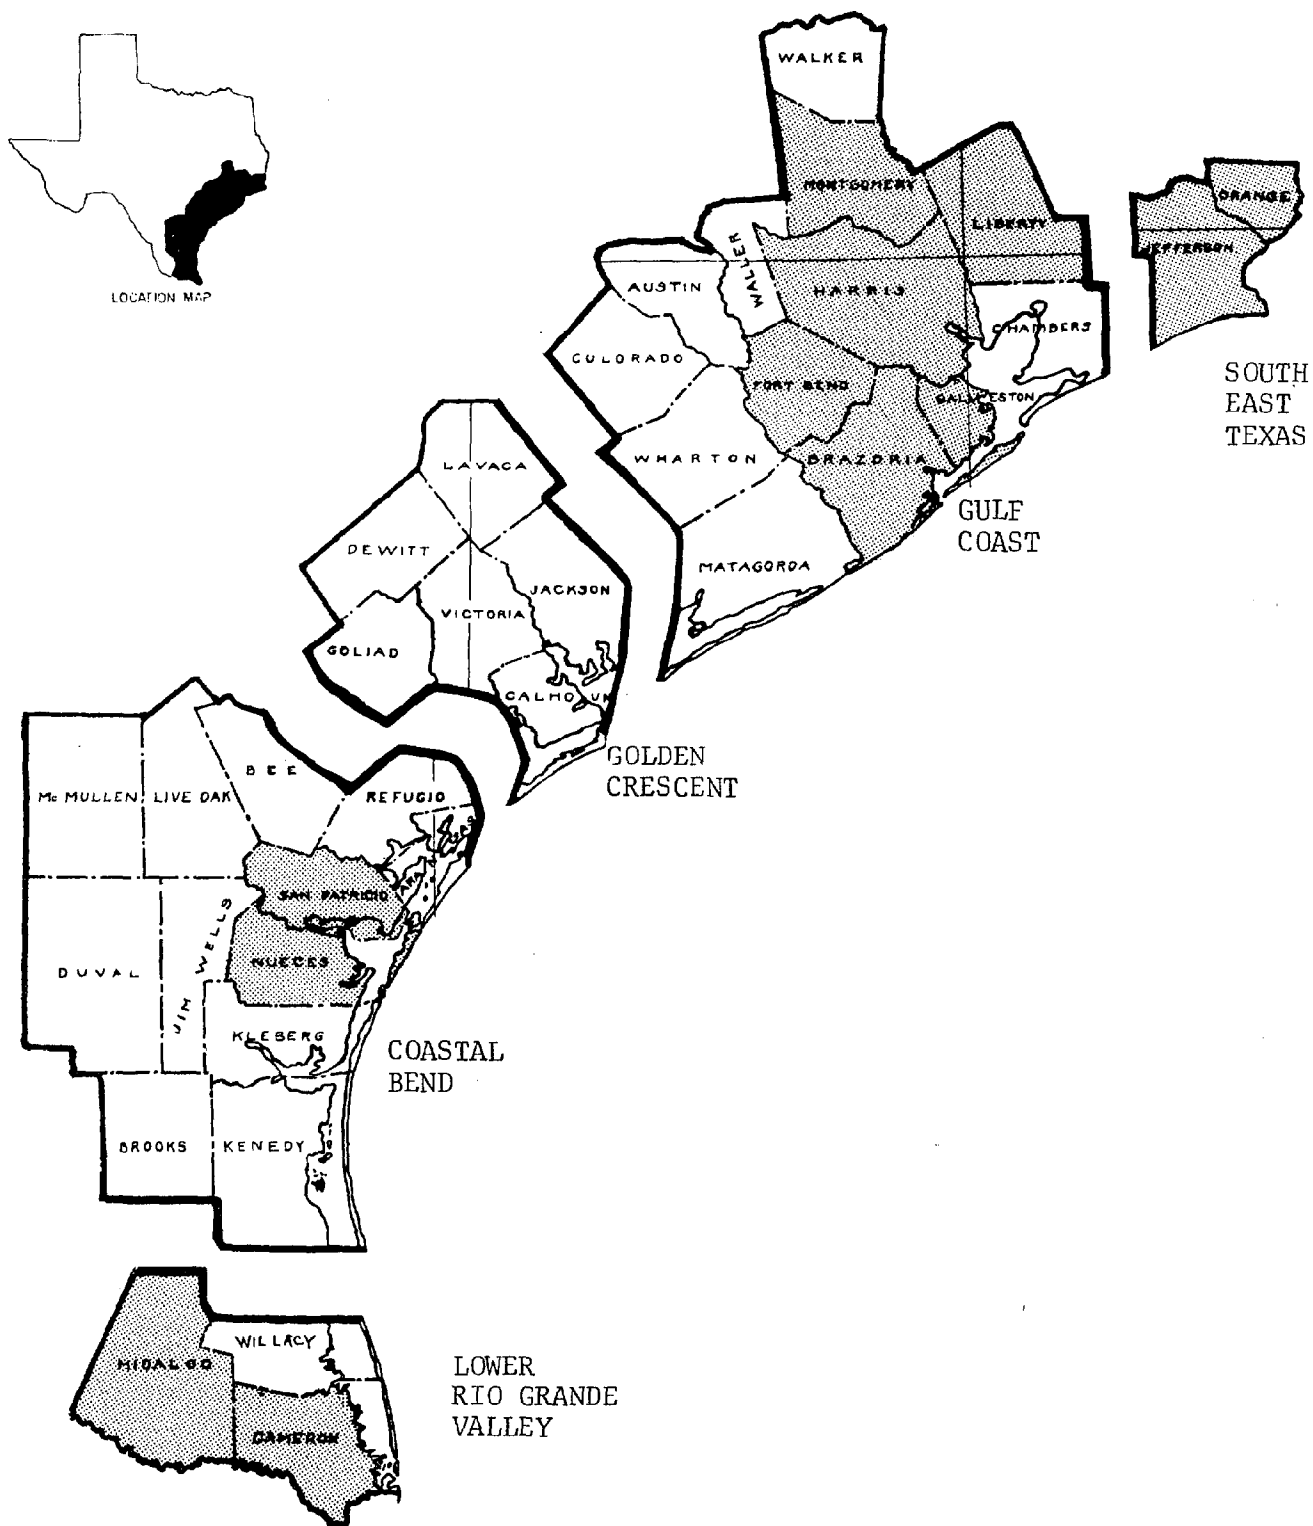 WALKER
MONTGOMERY
ORANGE
LIBERTY
JEFFERSON
WALLER
AUSTIN
HARRIS
LOCATION MAP
CHAMBERS
COLORADO
FORT BEND
GALVESTON
SOUTH
EAST
TEXAS
WHARTON
BRAZORIA
LAVACA
GULF
COAST
DEWITT
MATAGORDA
JACKSON
VICTORIA
GOLIAD
CALHOUN
GOLDEN
CRESCENT
BEE
MC MULLEN
LIVE OAK
REFUGIO
SAN PATRICIO
JIM WELLS
NUECES
DUVAL
KLEBERG
COASTAL
BEND
BROOKS
KENEDY
WILLACY
HIDALGO
LOWER
RIO GRANDE
VALLEY
CAMERON